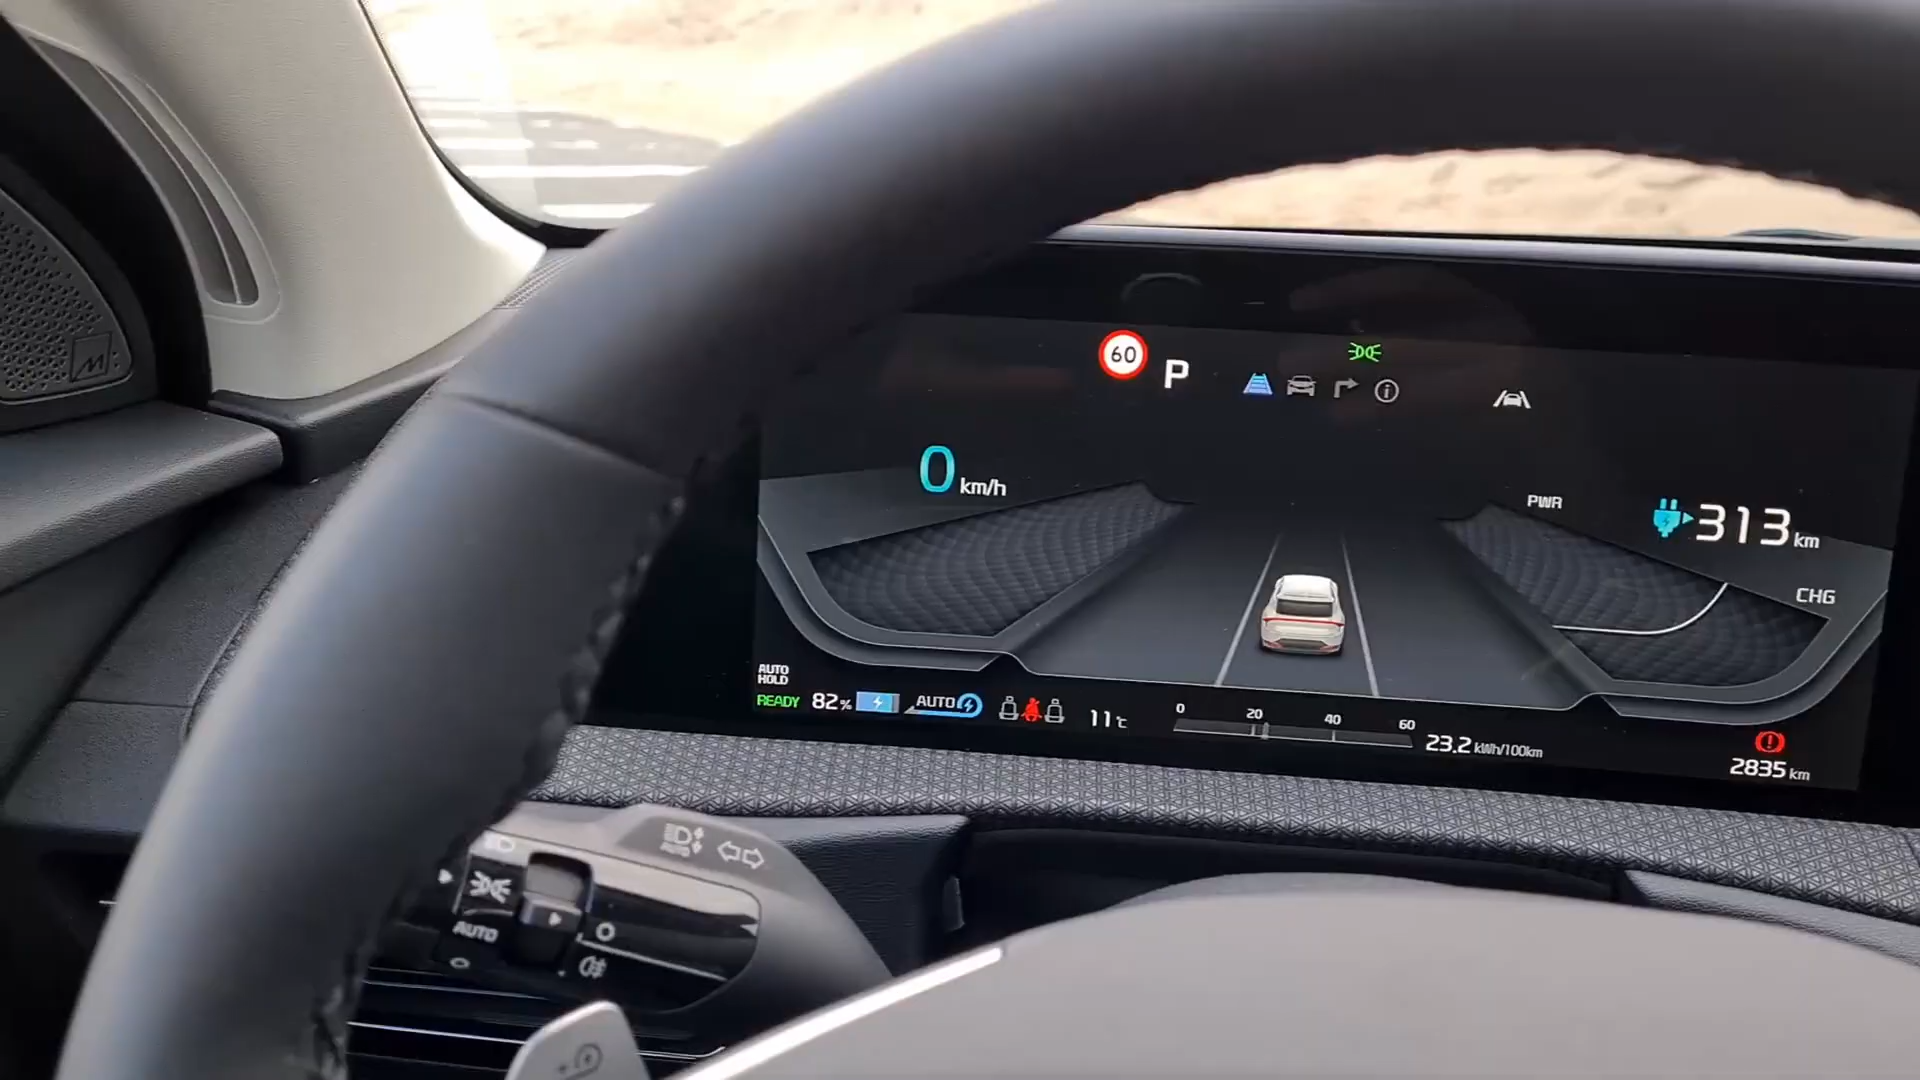 60
P
0 km/h
PWR
313 km
CHG
AUTO
HOLD
READY 82% AUTO
11°c
0 20 40 60
23.2 kWh/100km
2835 km
AUTO
AUTO